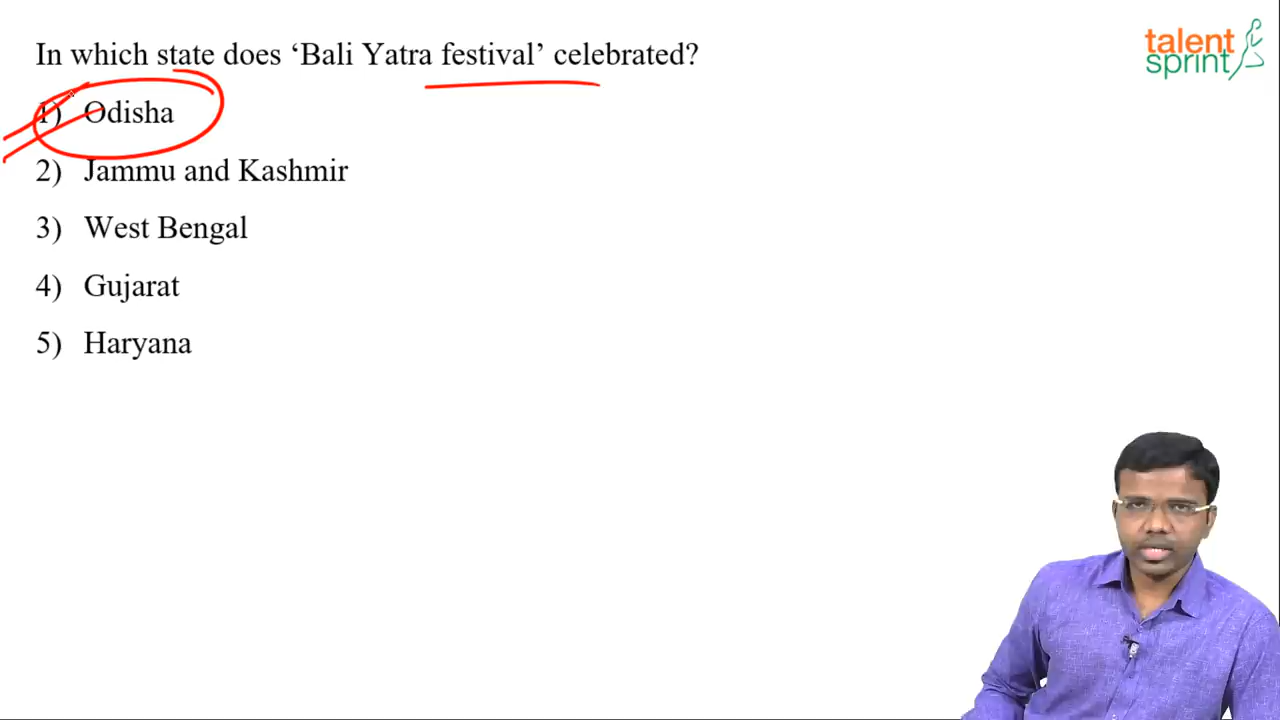 In which state does ‘Bali Yatra festival’ celebrated?
talent
sprint
1) Odisha
2) Jammu and Kashmir
3) West Bengal
4) Gujarat
5) Haryana